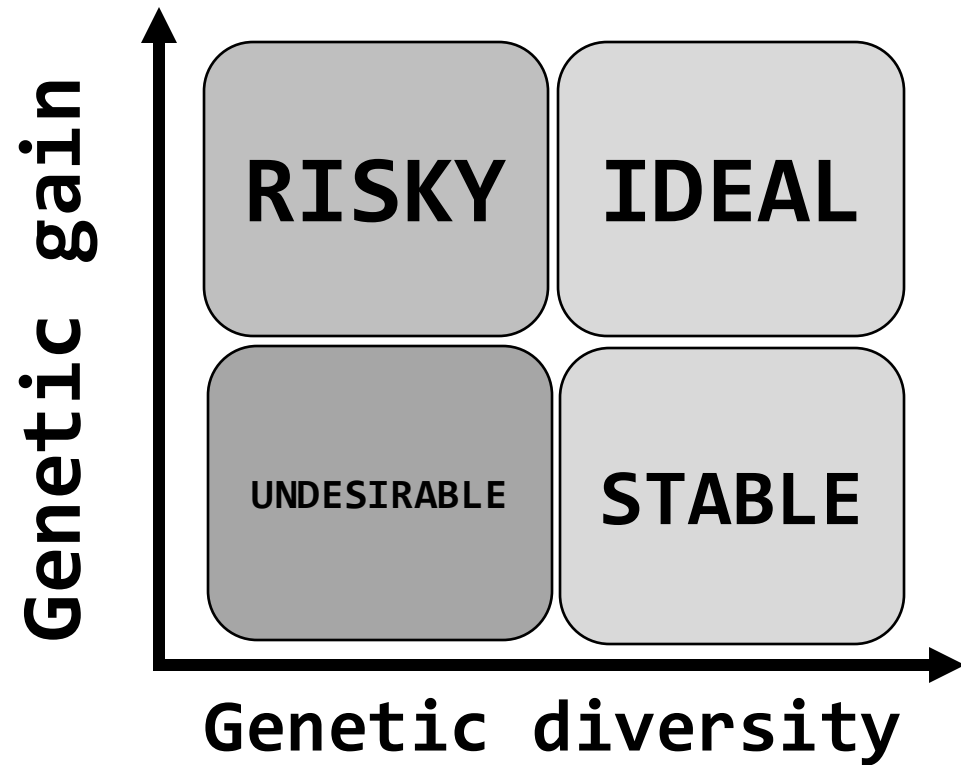 Genetic gain
RISKY
IDEAL
UNDESIRABLE
STABLE
Genetic diversity